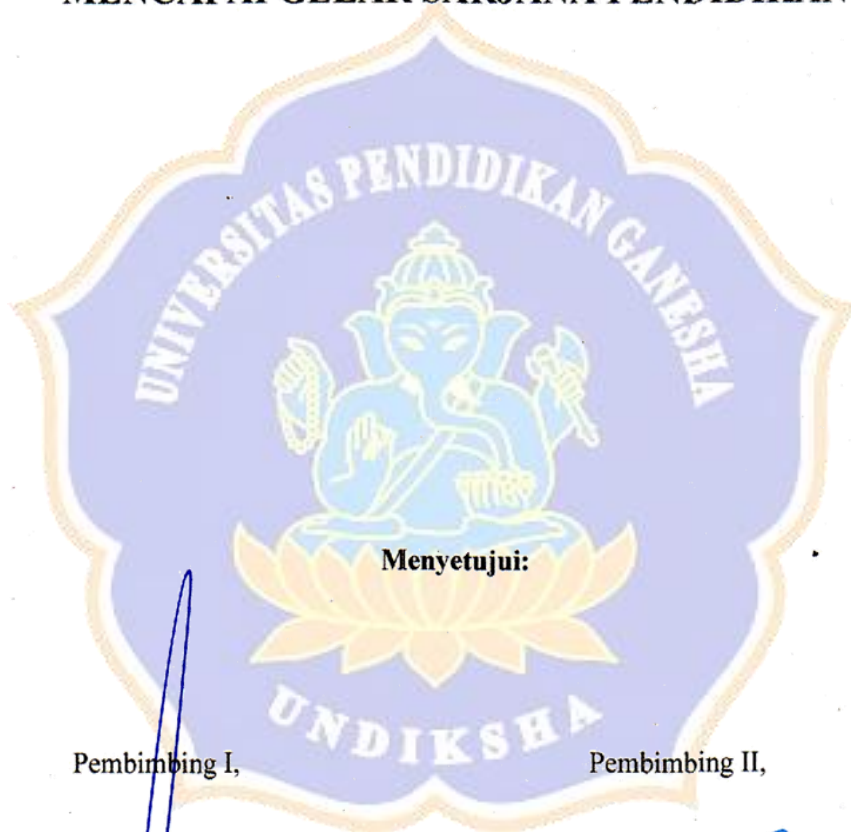 MENCAPAI GELAR SARJANA PENDIDIKAN
UNIVERSITAS PENDIDIKAN GANESHA
Menyetujui:
UNDIKSHA
Pembimbing I,
Pembimbing II,